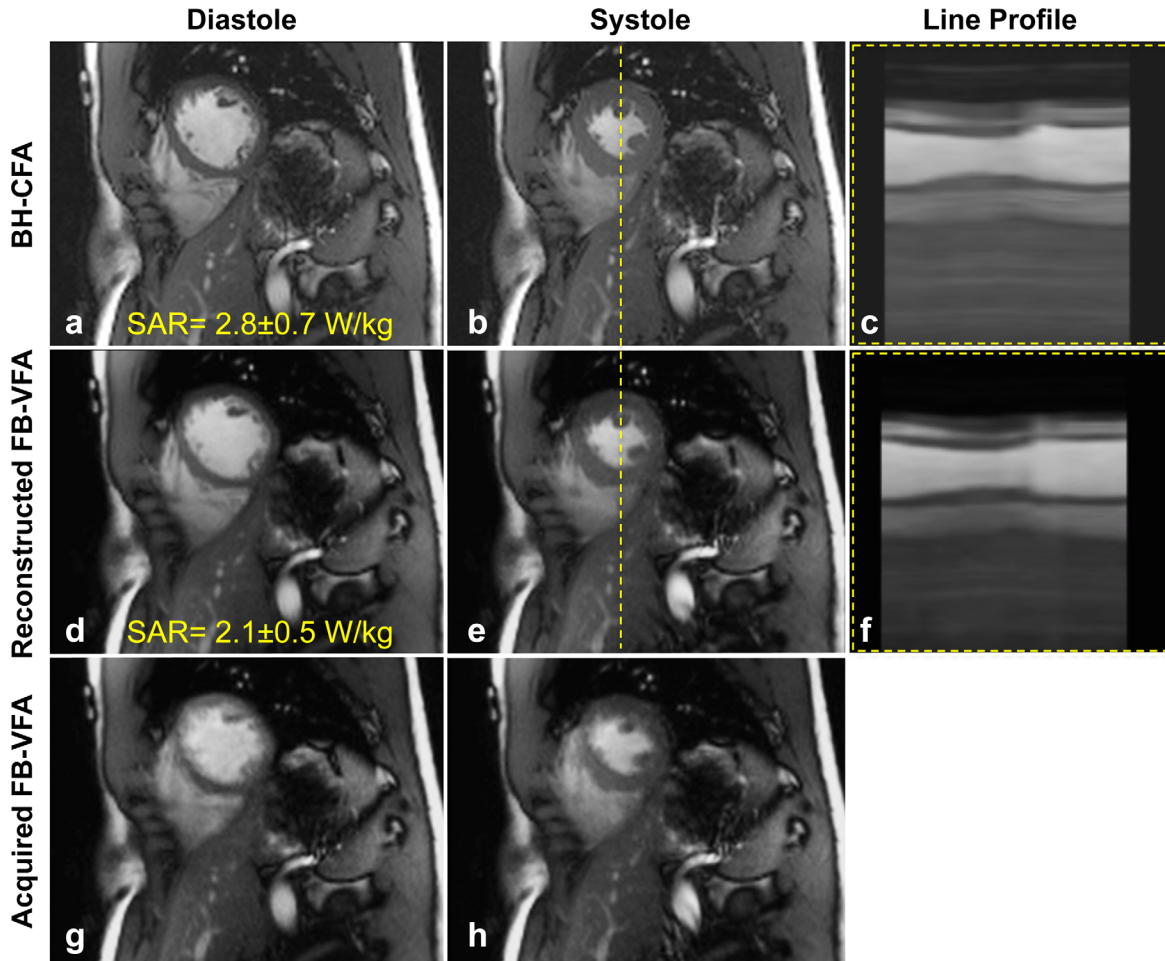 Diastole
Systole
Line Profile
BH-CFA
a
SAR= 2.8±0.7 W/kg
b
c
Reconstructed FB-VFA
d
SAR= 2.1±0.5 W/kg
e
f
Acquired FB-VFA
g
h